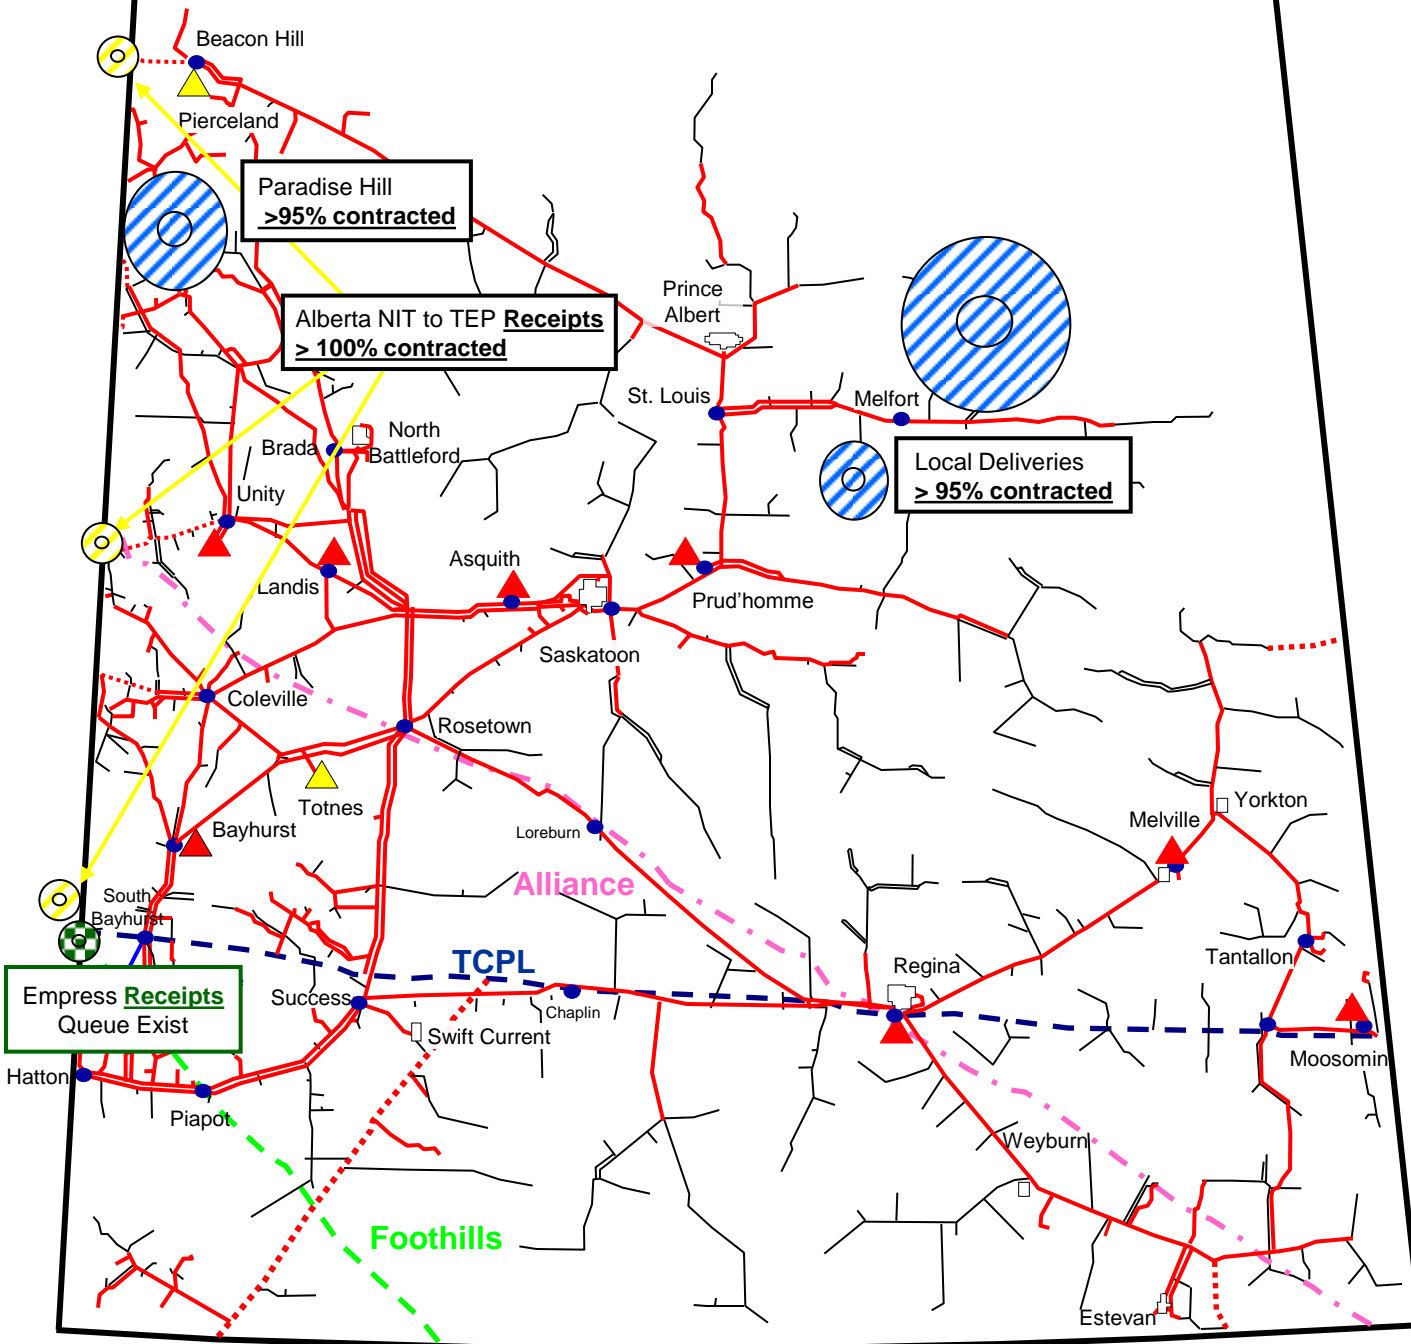 Beacon Hill
Pierceland
Paradise Hill
>95% contracted
Alberta NIT to TEP Receipts
> 100% contracted
Prince
Albert
St. Louis
Melfort
Local Deliveries
> 95% contracted
North
Battleford
Brada
Unity
Landis
Asquith
Prud'homme
Saskatoon
Coleville
Rosetown
Totnes
Bayhurst
Loreburn
Yorkton
Melville
Alliance
South
Bayhurst
TCPL
Tantallon
Regina
Empress Receipts
Queue Exist
Success
Chaplin
Swift Current
Moosomin
Hatton
Piapot
Weyburn
Foothills
Estevan